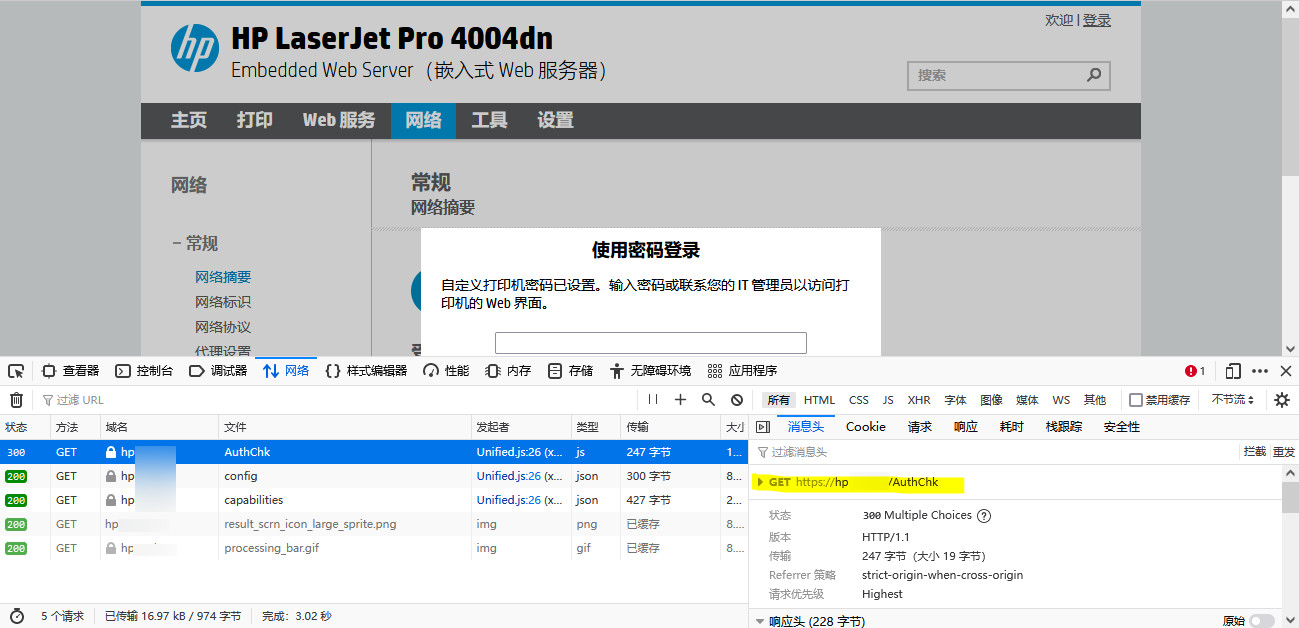 欢迎 | 登录
hp
HP LaserJet Pro 4004dn
Embedded Web Server（嵌入式 Web 服务器）
搜索
主页 打印 Web 服务 网络 工具 设置
网络
− 常规
网络摘要
网络标识
网络协议
代理设置
常规
网络摘要
使用密码登录
自定义打印机密码已设置。输入密码或联系您的 IT 管理员以访问打
印机的 Web 界面。
查看器 控制台 调试器 网络 {} 样式编辑器 性能 内存 存储 无障碍环境 应用程序 1
过滤 URL
所有 HTML CSS JS XHR 字体 图像 媒体 WS 其他 禁用缓存 不节流
状态 方法 域名 文件 发起者 类型 传输 大小
300 GET hp AuthChk Unified.js:26 (x... js 247 字节 1...
200 GET hp config Unified.js:26 (x... json 300 字节 8...
200 GET hp capabilities Unified.js:26 (x... json 427 字节 2...
200 GET hp result_scrn_icon_large_sprite.png img png 已缓存 8...
200 GET hp processing_bar.gif img gif 已缓存 8...
5 个请求 已传输 16.97 kB / 974 字节 完成：3.02 秒
消息头 Cookie 请求 响应 耗时 栈跟踪 安全性
过滤消息头 拦截 重发
GET https://hp /AuthChk
状态 300 Multiple Choices ?
版本 HTTP/1.1
传输 247 字节（大小 19 字节）
Referrer 策略 strict-origin-when-cross-origin
请求优先级 Highest
响应头 (228 字节) 原始